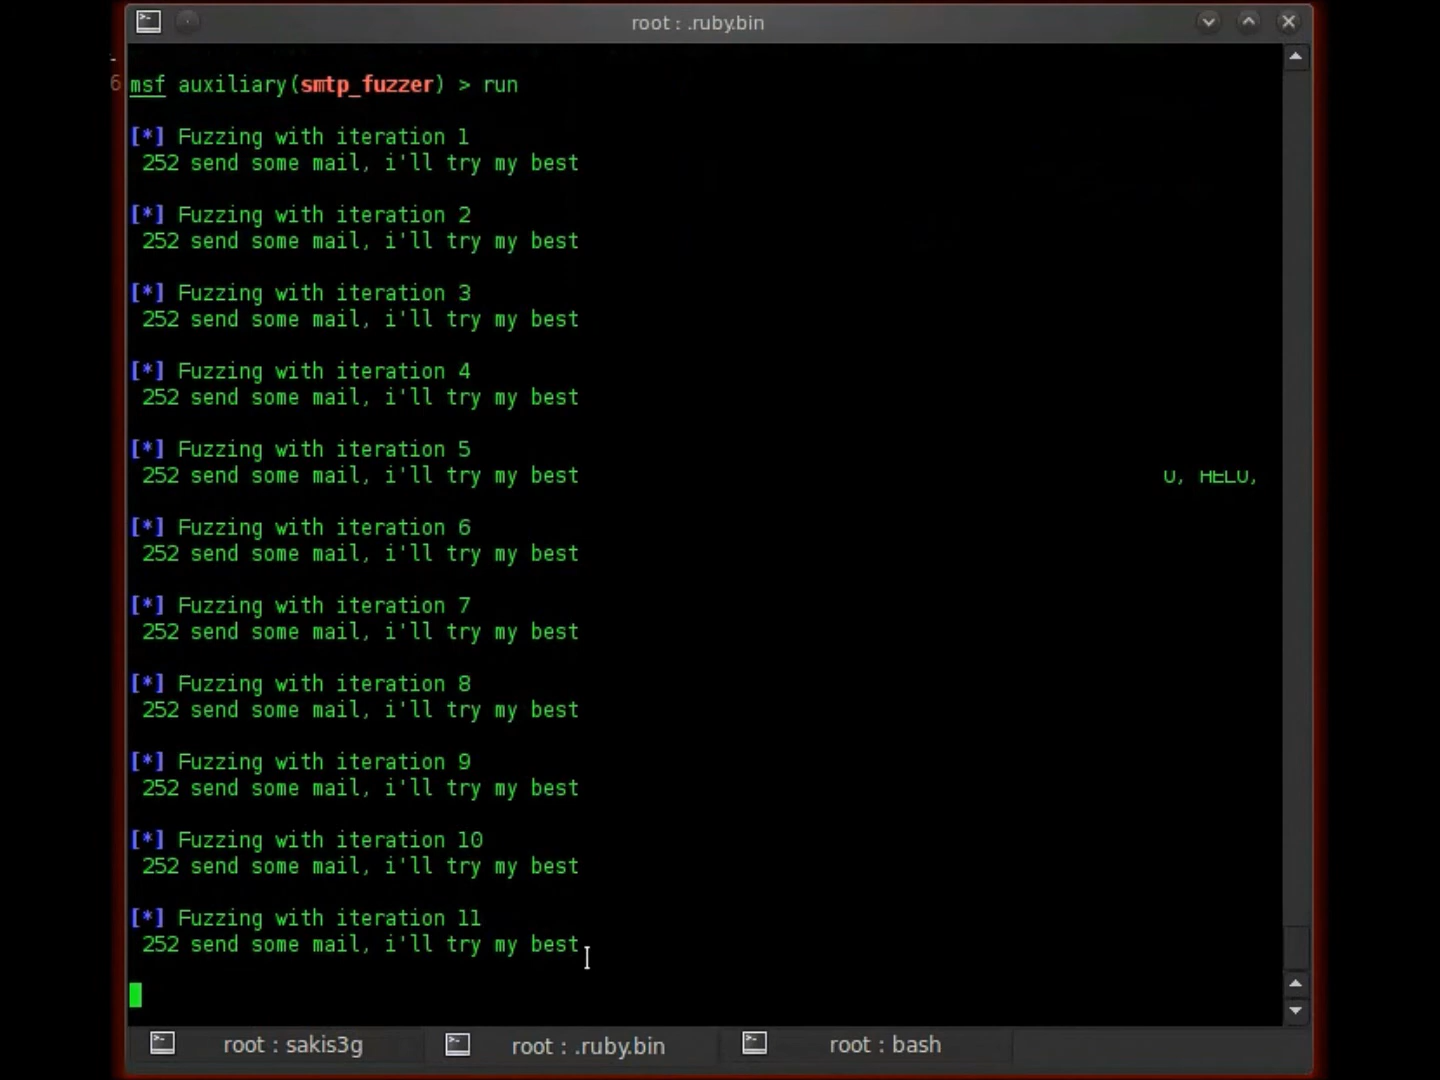 root : .ruby.bin
6
msf auxiliary(smtp_fuzzer) > run
[*] Fuzzing with iteration 1
252 send some mail, i'll try my best
[*] Fuzzing with iteration 2
252 send some mail, i'll try my best
[*] Fuzzing with iteration 3
252 send some mail, i'll try my best
[*] Fuzzing with iteration 4
252 send some mail, i'll try my best
[*] Fuzzing with iteration 5
252 send some mail, i'll try my best
HELO,
[*] Fuzzing with iteration 6
252 send some mail, i'll try my best
[*] Fuzzing with iteration 7
252 send some mail, i'll try my best
[*] Fuzzing with iteration 8
252 send some mail, i'll try my best
[*] Fuzzing with iteration 9
252 send some mail, i'll try my best
[*] Fuzzing with iteration 10
252 send some mail, i'll try my best
[*] Fuzzing with iteration 11
252 send some mail, i'll try my best
root : sakis3g
root : .ruby.bin
root : bash